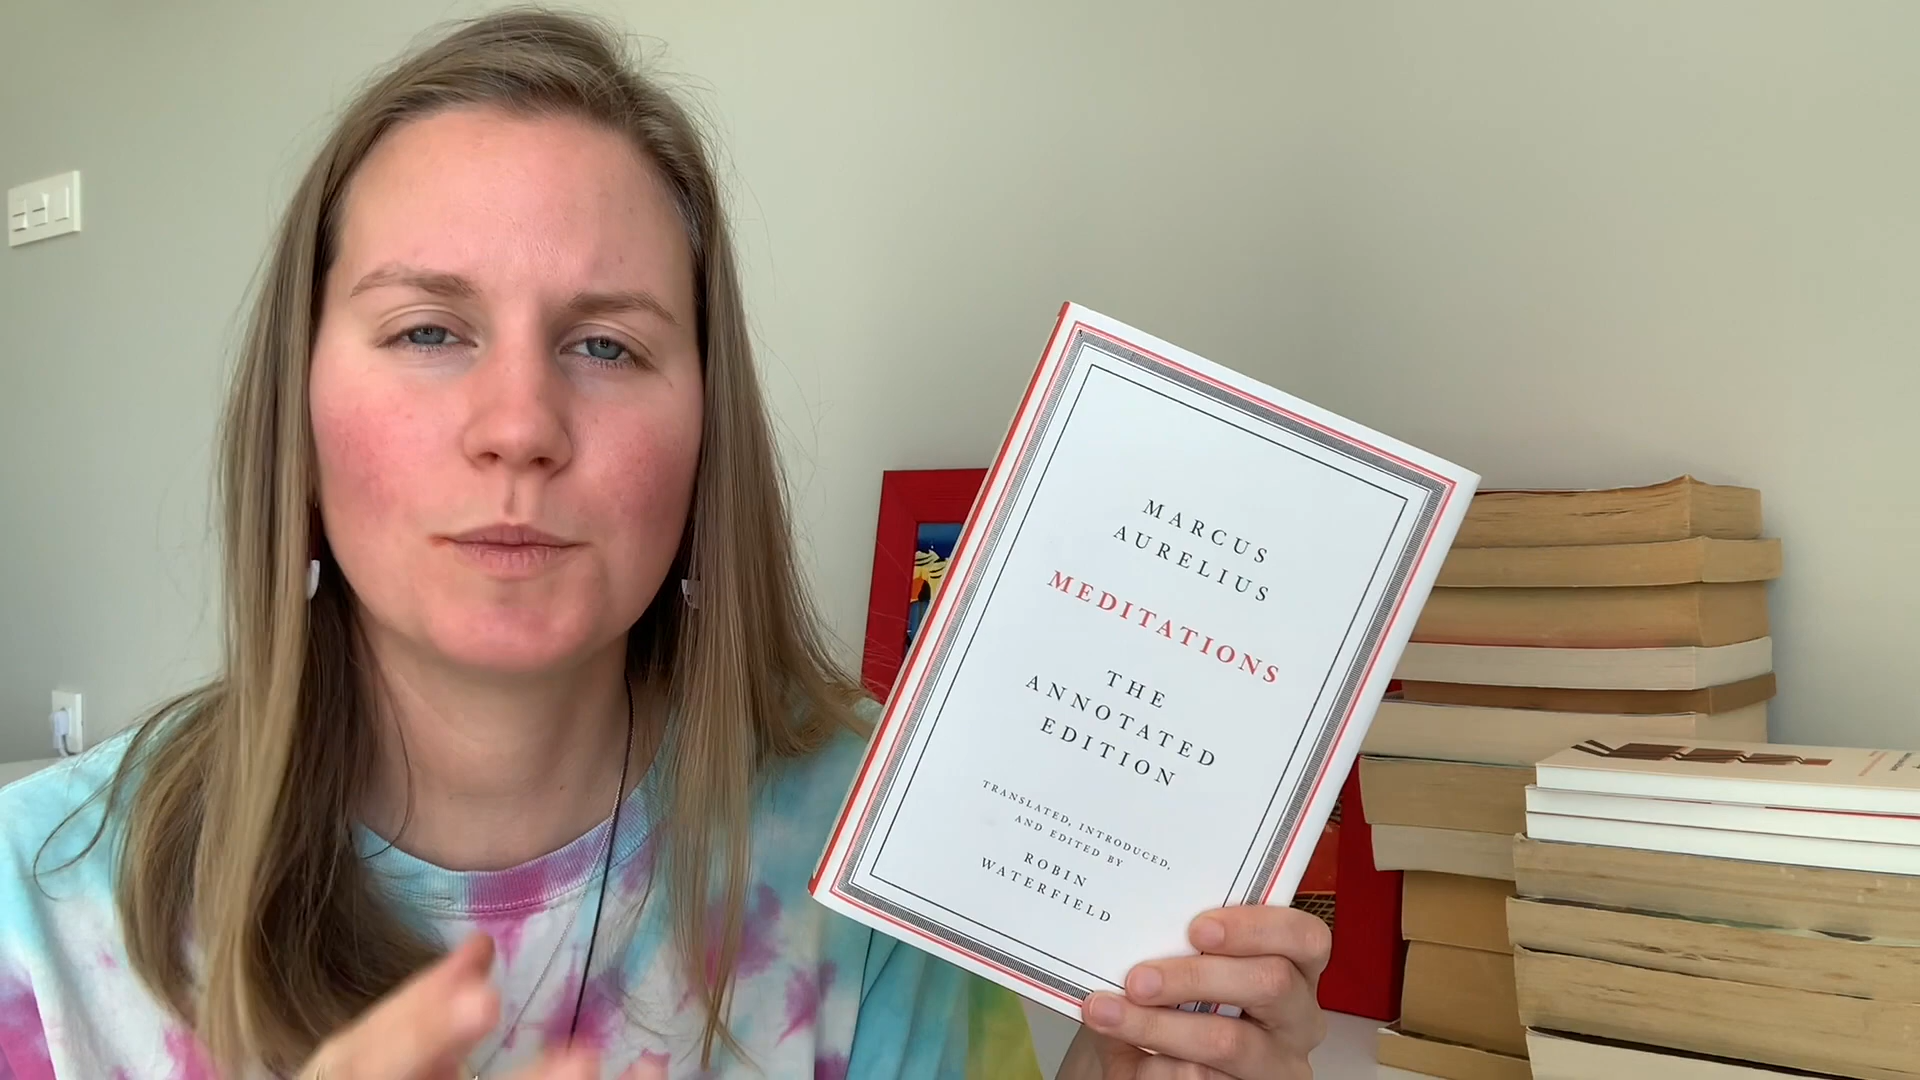 MARCUS
AURELIUS
MEDITATIONS
THE
ANNOTATED
EDITION
TRANSLATED, INTRODUCED,
AND EDITED BY
ROBIN
WATERFIELD